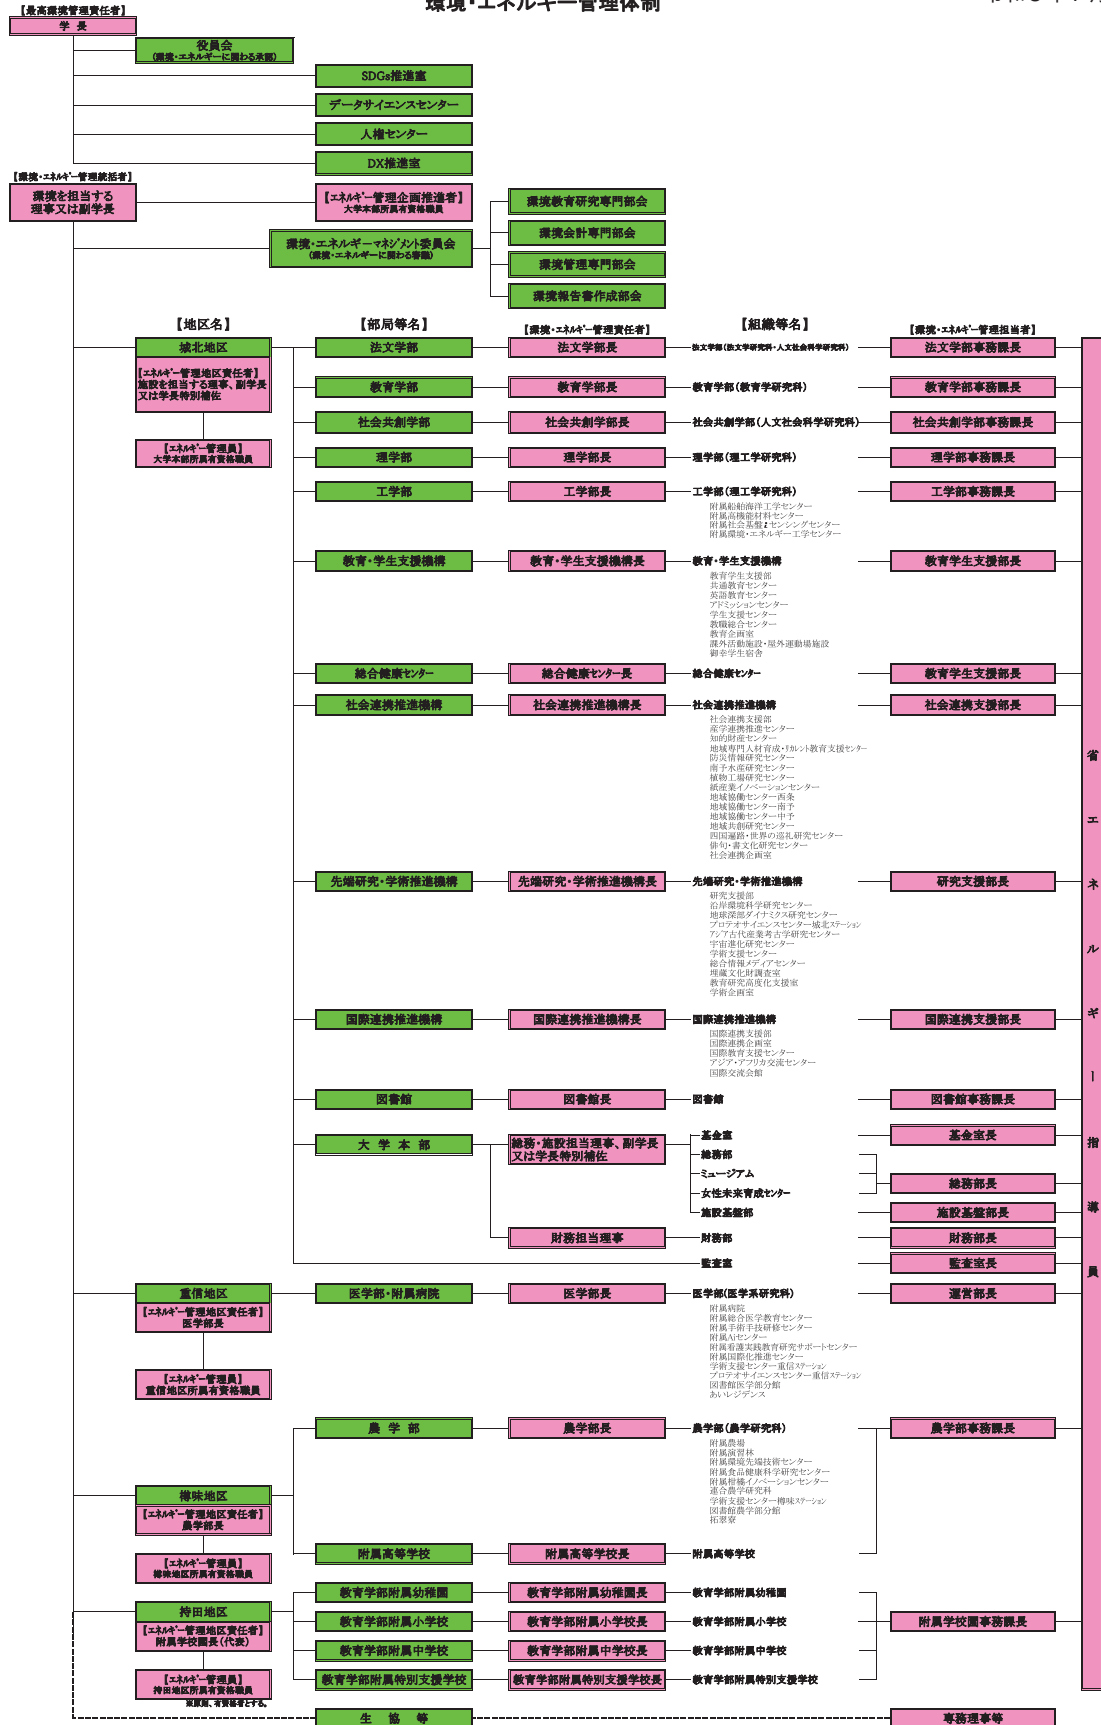 環境・エネルギー管理体制
【最高環境管理責任者】
学 長
役員会
(環境・エネルギーに関わる承認)
SDGs推進室
データサイエンスセンター
人権センター
DX推進室
【環境・エネルギー管理統括者】
環境を担当する
理事又は副学長
【エネルギー管理企画推進者】
大学本部所属有資格職員
環境・エネルギーマネジメント委員会
(環境・エネルギーに関わる審議)
環境教育研究専門部会
環境会計専門部会
環境管理専門部会
環境報告書作成部会
【地区名】 【部局等名】 【環境・エネルギー管理責任者】 【組織等名】 【環境・エネルギー管理担当者】
城北地区 法文学部 法文学部長 法文学部(法文学研究科・人文社会科学研究科) 法文学部事務課長
【エネルギー管理地区責任者】
施設を担当する理事、副学長
又は学長特別補佐
教育学部 教育学部長 教育学部(教育学研究科) 教育学部事務課長
社会共創学部 社会共創学部長 社会共創学部(人文社会科学研究科) 社会共創学部事務課長
【エネルギー管理員】
大学本部所属有資格職員
理学部 理学部長 理学部(理工学研究科) 理学部事務課長
工学部 工学部長 工学部(理工学研究科) 工学部事務課長
附属船舶海洋工学センター
附属高機能材料センター
附属社会基盤iセンシングセンター
附属環境・エネルギー工学センター
教育・学生支援機構 教育・学生支援機構長 教育・学生支援機構 教育学生支援部長
教育学生支援部
共通教育センター
英語教育センター
アドミッションセンター
学生支援センター
教職総合センター
教育企画室
課外活動施設・屋外運動場施設
御幸学生宿舎
総合健康センター 総合健康センター長 総合健康センター 教育学生支援部長
社会連携推進機構 社会連携推進機構長 社会連携推進機構 社会連携支援部長
社会連携支援部
産学連携推進センター
知的財産センター
地域専門人材育成・リカレント教育支援センター
防災情報研究センター
南予水産研究センター
植物工場研究センター
紙産業イノベーションセンター
地域協働センター西条
地域協働センター南予
地域協働センター中予
地域共創研究センター
四国遍路・世界の巡礼研究センター
俳句・書文化研究センター
社会連携企画室
先端研究・学術推進機構 先端研究・学術推進機構長 先端研究・学術推進機構 研究支援部長
研究支援部
沿岸環境科学研究センター
地球深部ダイナミクス研究センター
プロテオサイエンスセンター城北ステーション
アジア古代産業考古学研究センター
宇宙進化研究センター
学術支援センター
総合情報メディアセンター
埋蔵文化財調査室
教育研究高度化支援室
学術企画室
国際連携推進機構 国際連携推進機構長 国際連携推進機構 国際連携支援部長
国際連携支援部
国際連携企画室
国際教育支援センター
アジア・アフリカ交流センター
国際交流会館
図書館 図書館長 図書館 図書館事務課長
大 学 本 部
総務・施設担当理事、副学長
又は学長特別補佐
基金室 基金室長
総務部
ミュージアム
総務部長
女性未来育成センター
施設基盤部 施設基盤部長
財務担当理事 財務部 財務部長
監査室 監査室長
省エネルギー指導員
重信地区 医学部・附属病院 医学部長 医学部(医学系研究科) 運営部長
【エネルギー管理地区責任者】
医学部長
附属病院
附属総合医学教育センター
附属手術手技研修センター
附属Aiセンター
附属看護実践教育研究サポートセンター
附属国際化推進センター
学術支援センター重信ステーション
プロテオサイエンスセンター重信ステーション
図書館医学部分館
あいレジデンス
【エネルギー管理員】
重信地区所属有資格職員
農 学 部 農学部長 農学部(農学研究科) 農学部事務課長
附属農場
附属演習林
附属環境先端技術センター
附属食品健康科学研究センター
附属柑橘イノベーションセンター
連合農学研究科
学術支援センター樽味ステーション
図書館農学部分館
拓翠寮
樽味地区
【エネルギー管理地区責任者】
農学部長
【エネルギー管理員】
樽味地区所属有資格職員
附属高等学校 附属高等学校長 附属高等学校
教育学部附属幼稚園 教育学部附属幼稚園長 教育学部附属幼稚園
持田地区
【エネルギー管理地区責任者】
附属学校園長(代表)
教育学部附属小学校 教育学部附属小学校長 教育学部附属小学校 附属学校園事務課長
教育学部附属中学校 教育学部附属中学校長 教育学部附属中学校
【エネルギー管理員】
持田地区所属有資格職員
※原則、有資格者とする。
教育学部附属特別支援学校 教育学部附属特別支援学校長 教育学部附属特別支援学校
生 協 等 専務理事等